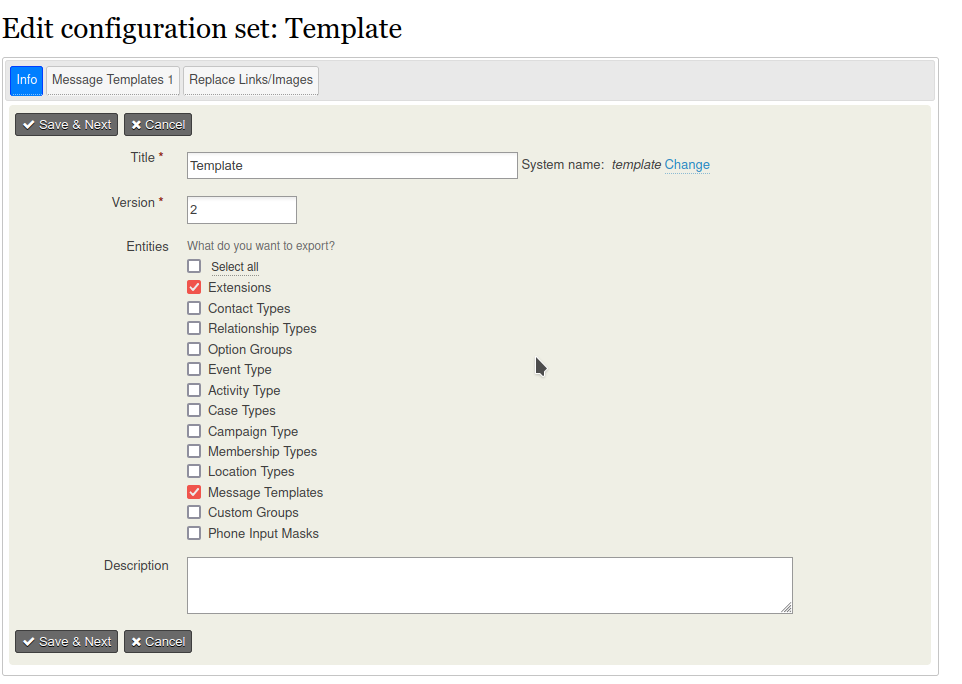 Edit configuration set: Template
Info Message Templates 1 Replace Links/Images
Save & Next Cancel
Title * Template System name: template Change
Version * 2
Entities What do you want to export?
Select all
Extensions
Contact Types
Relationship Types
Option Groups
Event Type
Activity Type
Case Types
Campaign Type
Membership Types
Location Types
Message Templates
Custom Groups
Phone Input Masks
Description
Save & Next Cancel